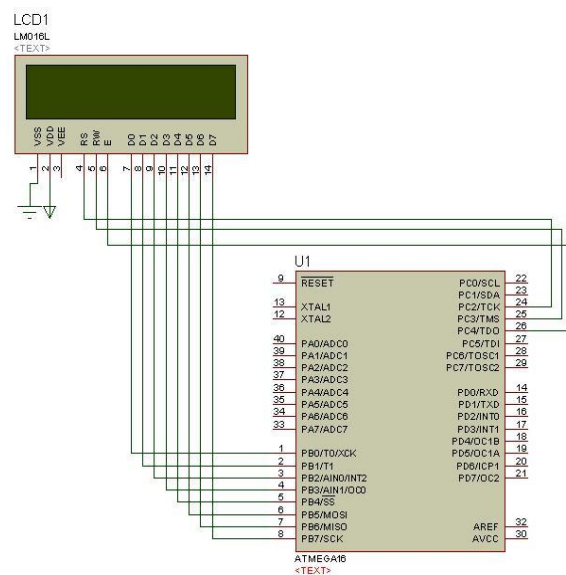 LCD1
LM016L
<TEXT>
VSS VDD VEE RS RW E D0 D1 D2 D3 D4 D5 D6 D7
1 2 3 4 5 6 7 8 9 10 11 12 13 14
U1
9 RESET PC0/SCL 22
PC1/SDA 23
13 XTAL1 PC2/TCK 24
12 XTAL2 PC3/TMS 25
PC4/TDO 26
40 PA0/ADC0 PC5/TDI 27
39 PA1/ADC1 PC6/TOSC1 28
38 PA2/ADC2 PC7/TOSC2 29
37 PA3/ADC3
36 PA4/ADC4 PD0/RXD 14
35 PA5/ADC5 PD1/TXD 15
34 PA6/ADC6 PD2/INT0 16
33 PA7/ADC7 PD3/INT1 17
PD4/OC1B 18
1 PB0/T0/XCK PD5/OC1A 19
2 PB1/T1 PD6/ICP1 20
3 PB2/AIN0/INT2 PD7/OC2 21
4 PB3/AIN1/OC0
5 PB4/SS
6 PB5/MOSI
7 PB6/MISO AREF 32
8 PB7/SCK AVCC 30
ATMEGA16
<TEXT>